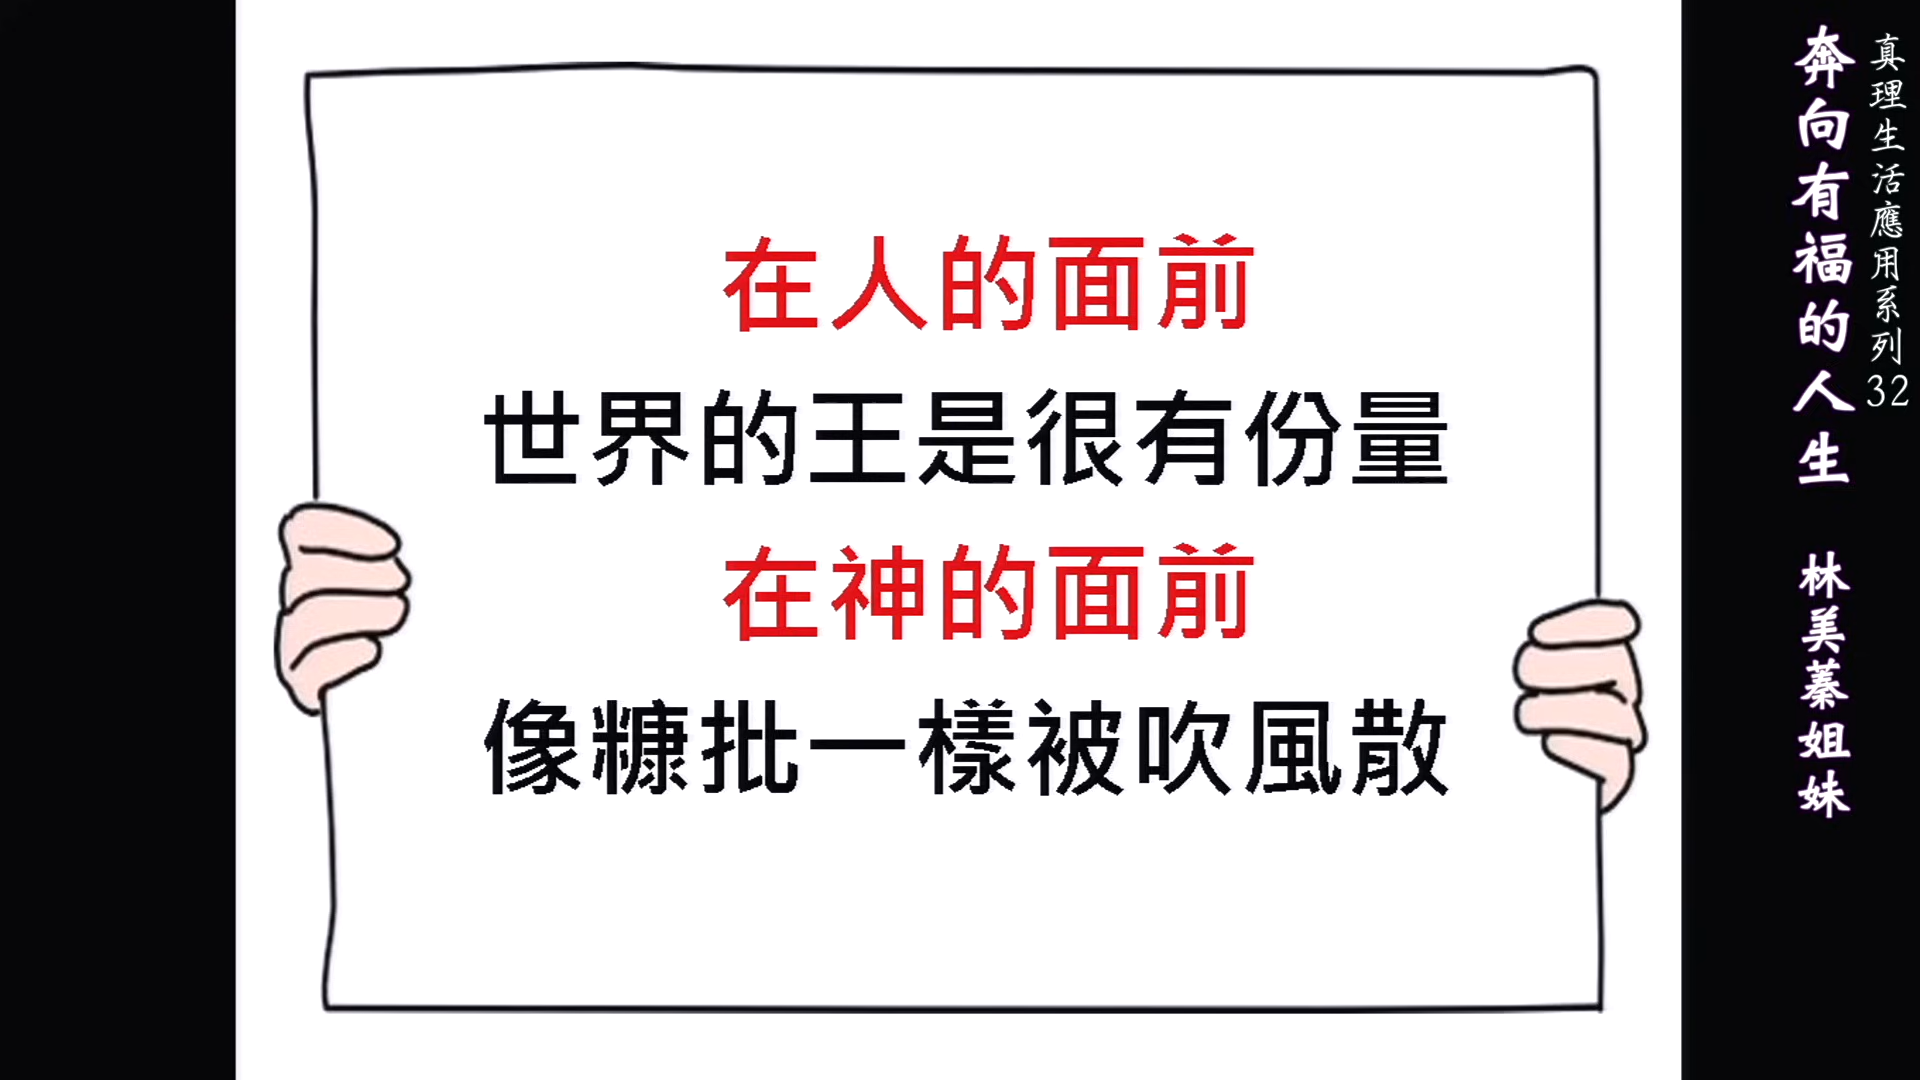 在人的面前
世界的王是很有份量
在神的面前
像糠批一樣被吹風散
真理生活應用系列32
奔向有福的人生 林美蓁姐妹